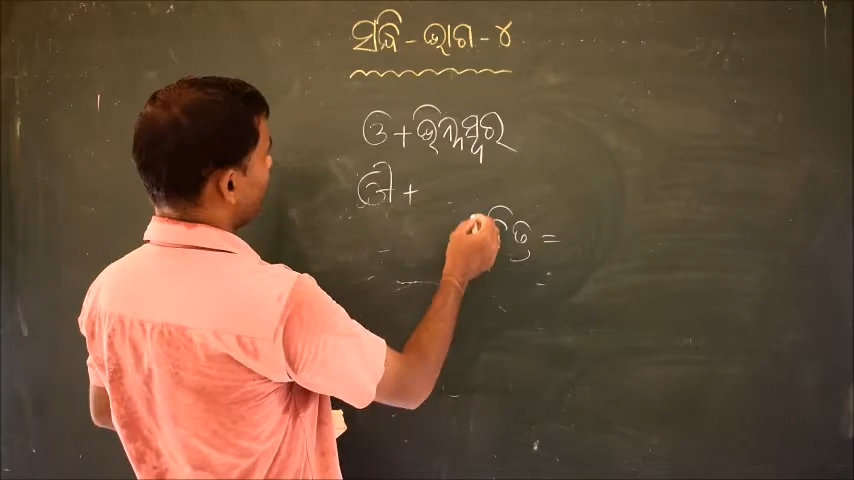 ସନ୍ଧି - ଭାଗ - ୪
ଓ + ଭିନ୍ନସ୍ୱର
ଔ +
=